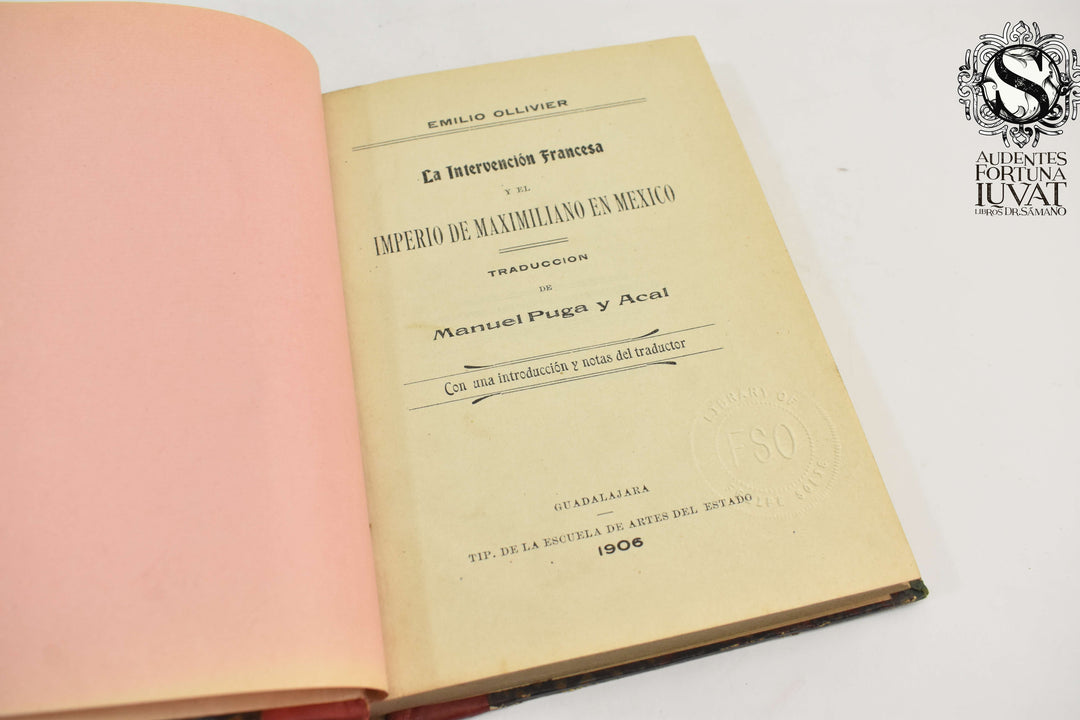 EMILIO OLLIVIER
La Intervención Francesa
Y EL
IMPERIO DE MAXIMILIANO EN MEXICO
TRADUCCION
DE
Manuel Puga y Acal
Con una introducción y notas del traductor
GUADALAJARA
TIP. DE LA ESCUELA DE ARTES DEL ESTADO
1906
LIBRARY OF
FSO
S
AUDENTES
FORTUNA
IUVAT
LIBROS DR. SÁMANO